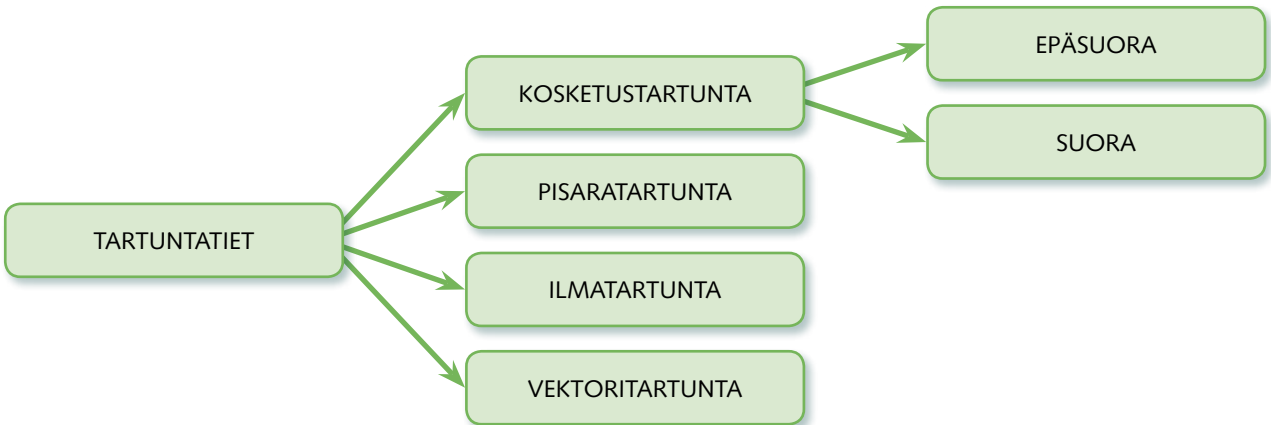 TARTUNTATIET
KOSKETUSTARTUNTA
EPÄSUORA
SUORA
PISARATARTUNTA
ILMATARTUNTA
VEKTORITARTUNTA